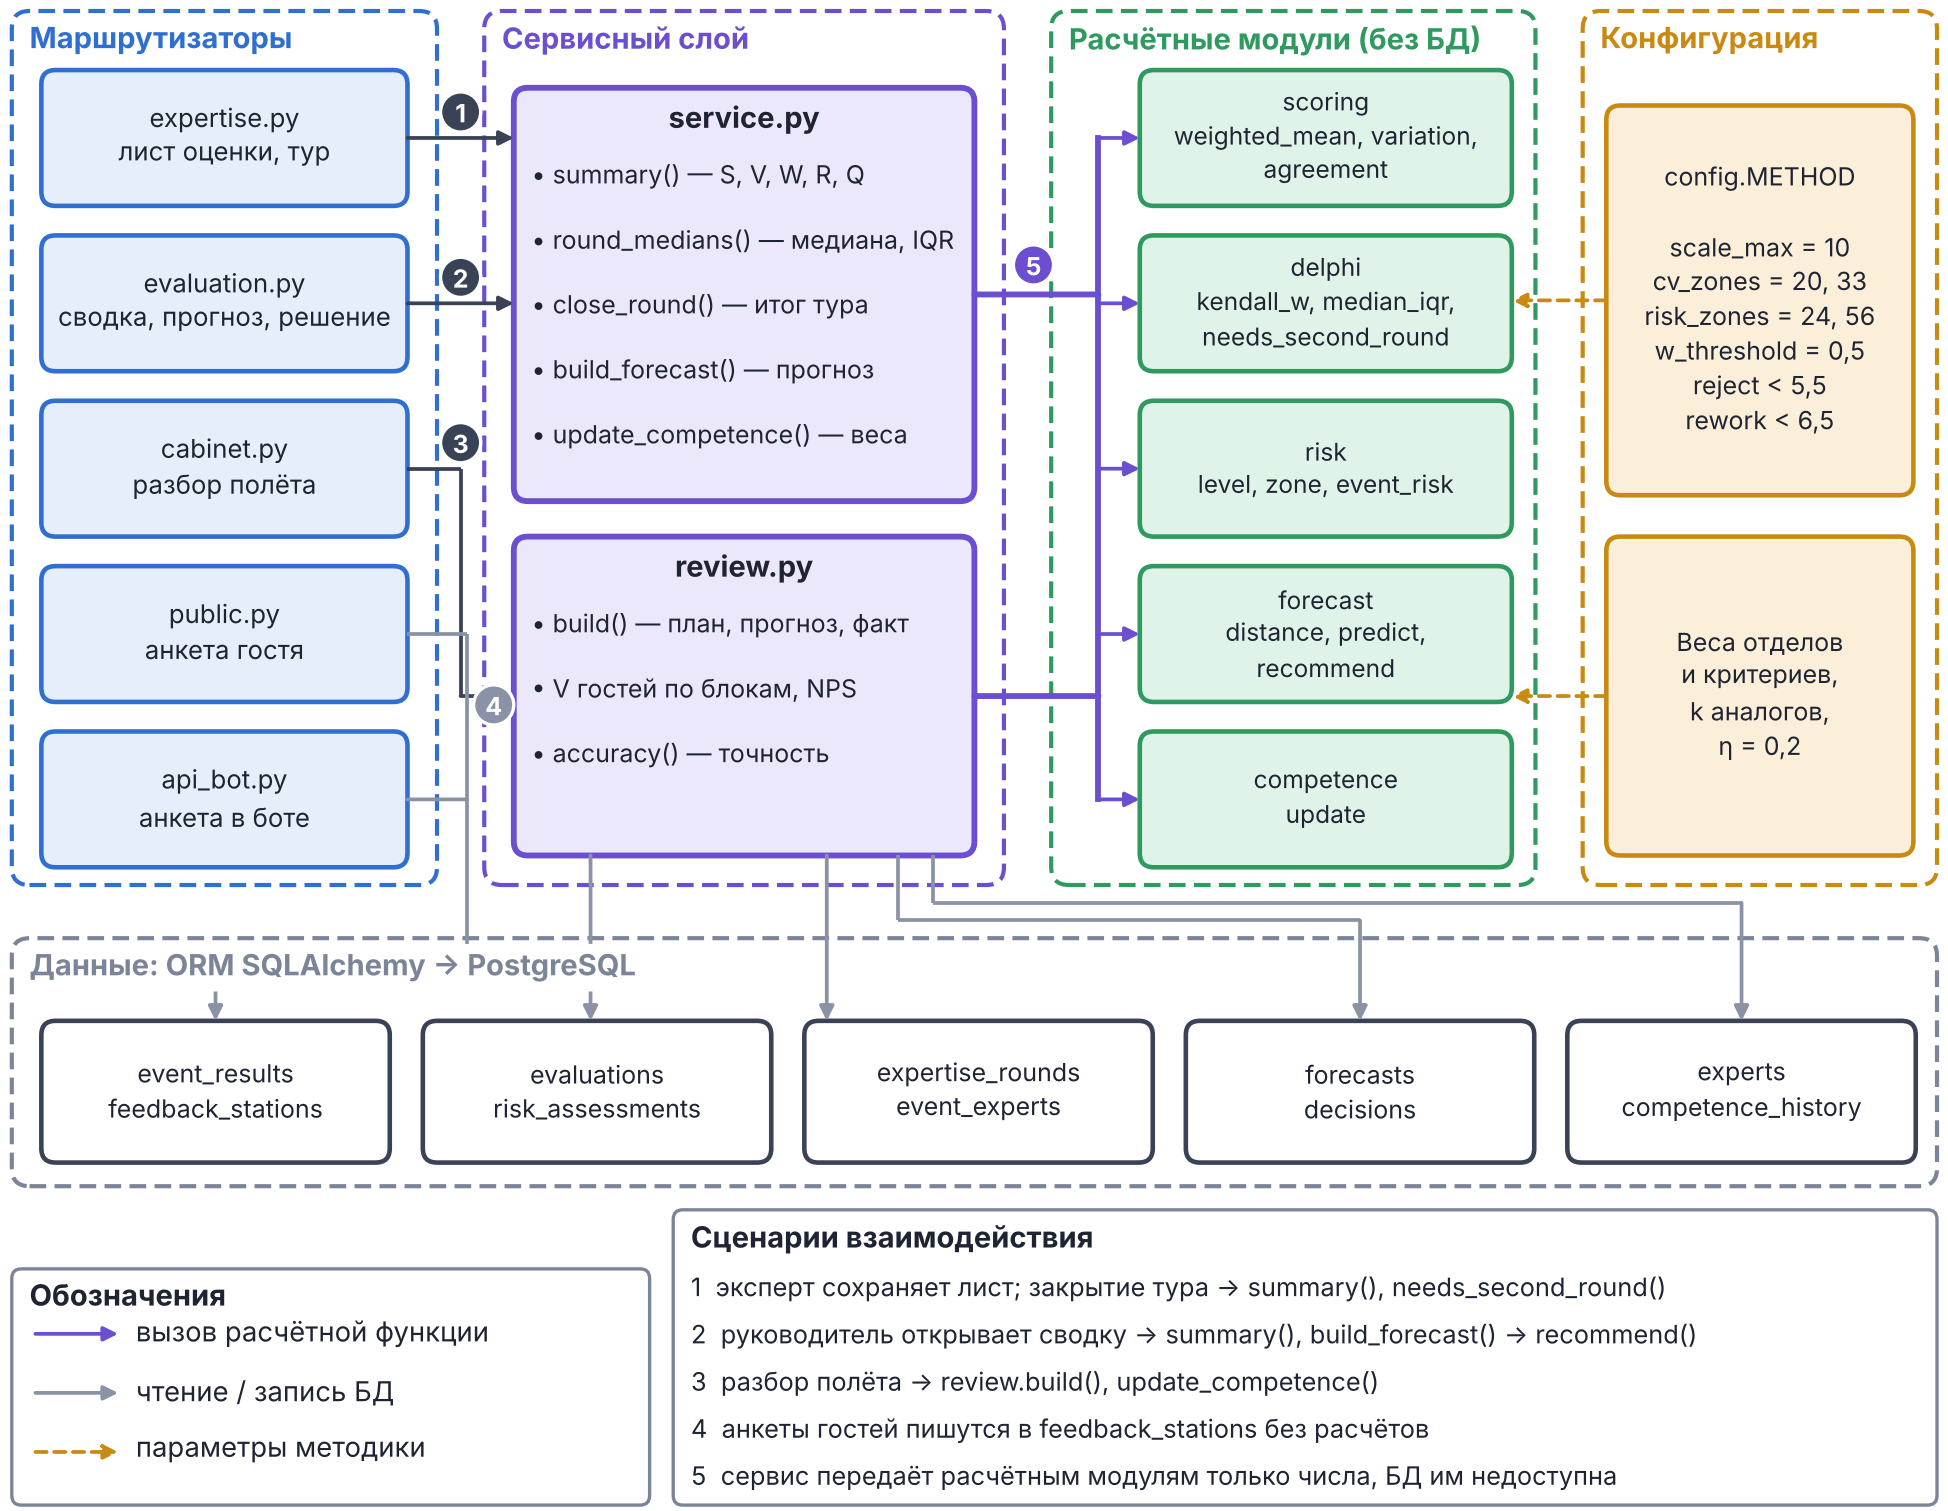 Маршрутизаторы
expertise.py
лист оценки, тур
evaluation.py
сводка, прогноз, решение
cabinet.py
разбор полёта
public.py
анкета гостя
api_bot.py
анкета в боте
1
2
3
4
Сервисный слой
service.py
• summary() — S, V, W, R, Q
• round_medians() — медиана, IQR
• close_round() — итог тура
• build_forecast() — прогноз
• update_competence() — веса
review.py
• build() — план, прогноз, факт
• V гостей по блокам, NPS
• accuracy() — точность
5
Расчётные модули (без БД)
scoring
weighted_mean, variation,
agreement
delphi
kendall_w, median_iqr,
needs_second_round
risk
level, zone, event_risk
forecast
distance, predict,
recommend
competence
update
Конфигурация
config.METHOD
scale_max = 10
cv_zones = 20, 33
risk_zones = 24, 56
w_threshold = 0,5
reject < 5,5
rework < 6,5
Веса отделов
и критериев,
k аналогов,
η = 0,2
Данные: ORM SQLAlchemy → PostgreSQL
event_results
feedback_stations
evaluations
risk_assessments
expertise_rounds
event_experts
forecasts
decisions
experts
competence_history
Обозначения
вызов расчётной функции
чтение / запись БД
параметры методики
Сценарии взаимодействия
1 эксперт сохраняет лист; закрытие тура → summary(), needs_second_round()
2 руководитель открывает сводку → summary(), build_forecast() → recommend()
3 разбор полёта → review.build(), update_competence()
4 анкеты гостей пишутся в feedback_stations без расчётов
5 сервис передаёт расчётным модулям только числа, БД им недоступна